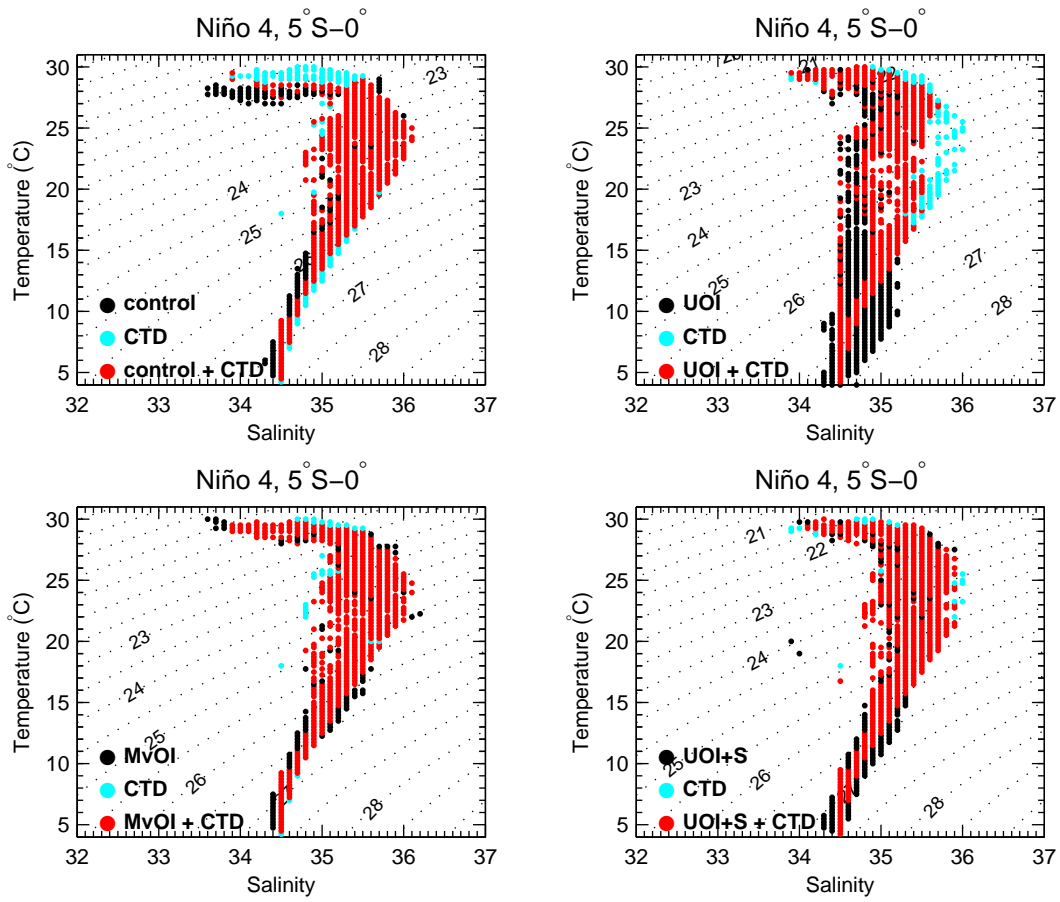 Niño 4, 5°S−0°
30
25
20
15
10
5
Temperature (°C)
23
24
25
27
28
control
CTD
control + CTD
32 33 34 35 36 37
Salinity
Niño 4, 5°S−0°
30
25
20
15
10
5
Temperature (°C)
21
22
23
24
25
26
27
28
UOI
CTD
UOI + CTD
32 33 34 35 36 37
Salinity
Niño 4, 5°S−0°
30
25
20
15
10
5
Temperature (°C)
23
24
25
26
28
MvOI
CTD
MvOI + CTD
32 33 34 35 36 37
Salinity
Niño 4, 5°S−0°
30
25
20
15
10
5
Temperature (°C)
21
22
23
24
25
26
28
UOI+S
CTD
UOI+S + CTD
32 33 34 35 36 37
Salinity